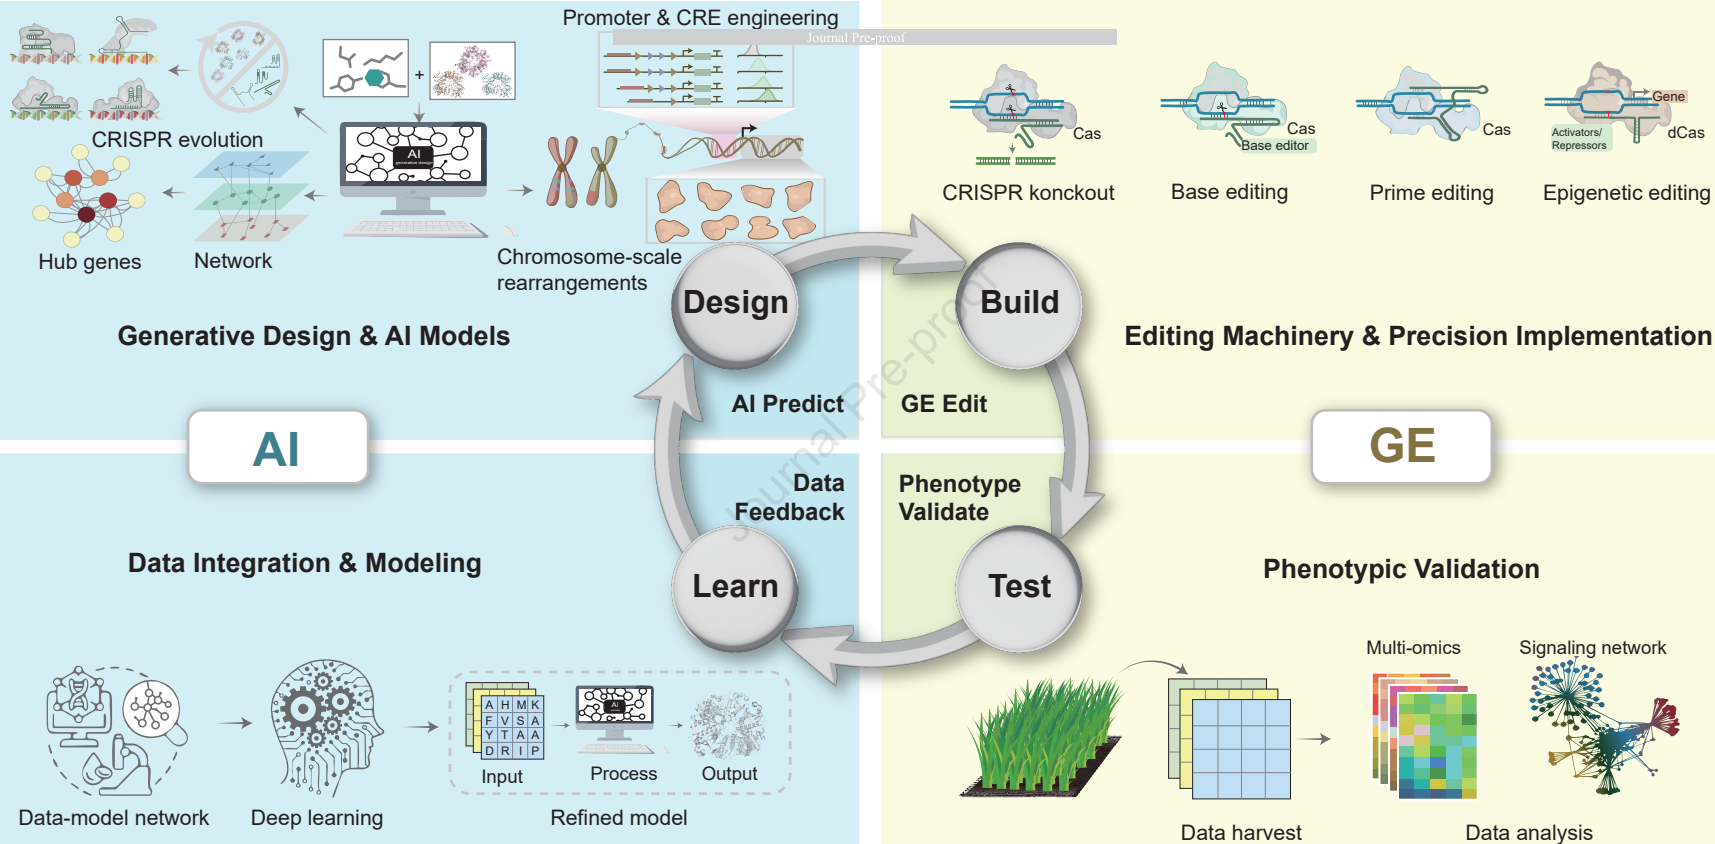 Promoter & CRE engineering
Journal Pre-proof
+
CRISPR evolution
AI
generative design
Hub genes
Network
Chromosome-scale
rearrangements
Generative Design & AI Models
Design
AI Predict
AI
Cas
CRISPR konckout
Cas
Base editor
Base editing
Cas
Prime editing
Gene
dCas
Activators/
Repressors
Epigenetic editing
Build
Editing Machinery & Precision Implementation
GE Edit
GE
Journal Pre-proof
Data
Feedback
Data Integration & Modeling
Learn
A H M K
F V S A
Y T A A
D R I P
AI
Input
Process
Output
Data-model network
Deep learning
Refined model
Phenotype
Validate
Test
Phenotypic Validation
Multi-omics
Signaling network
Data harvest
Data analysis